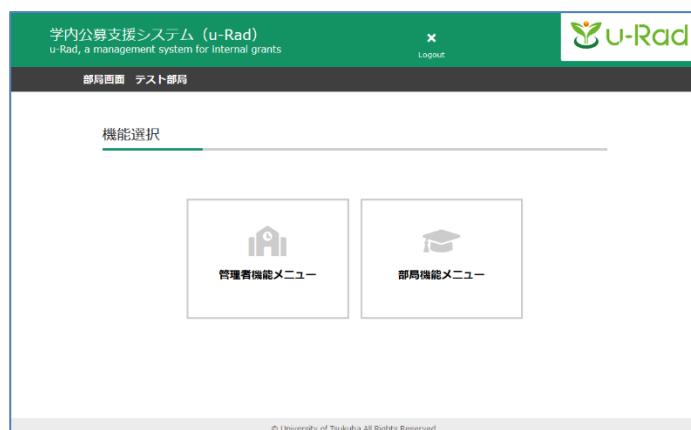 学内公募支援システム（u-Rad）
u-Rad, a management system for internal grants
×
Logout
u-Rad
部局画面 テスト部局
機能選択
管理者機能メニュー
部局機能メニュー
© University of Tsukuba All Rights Reserved